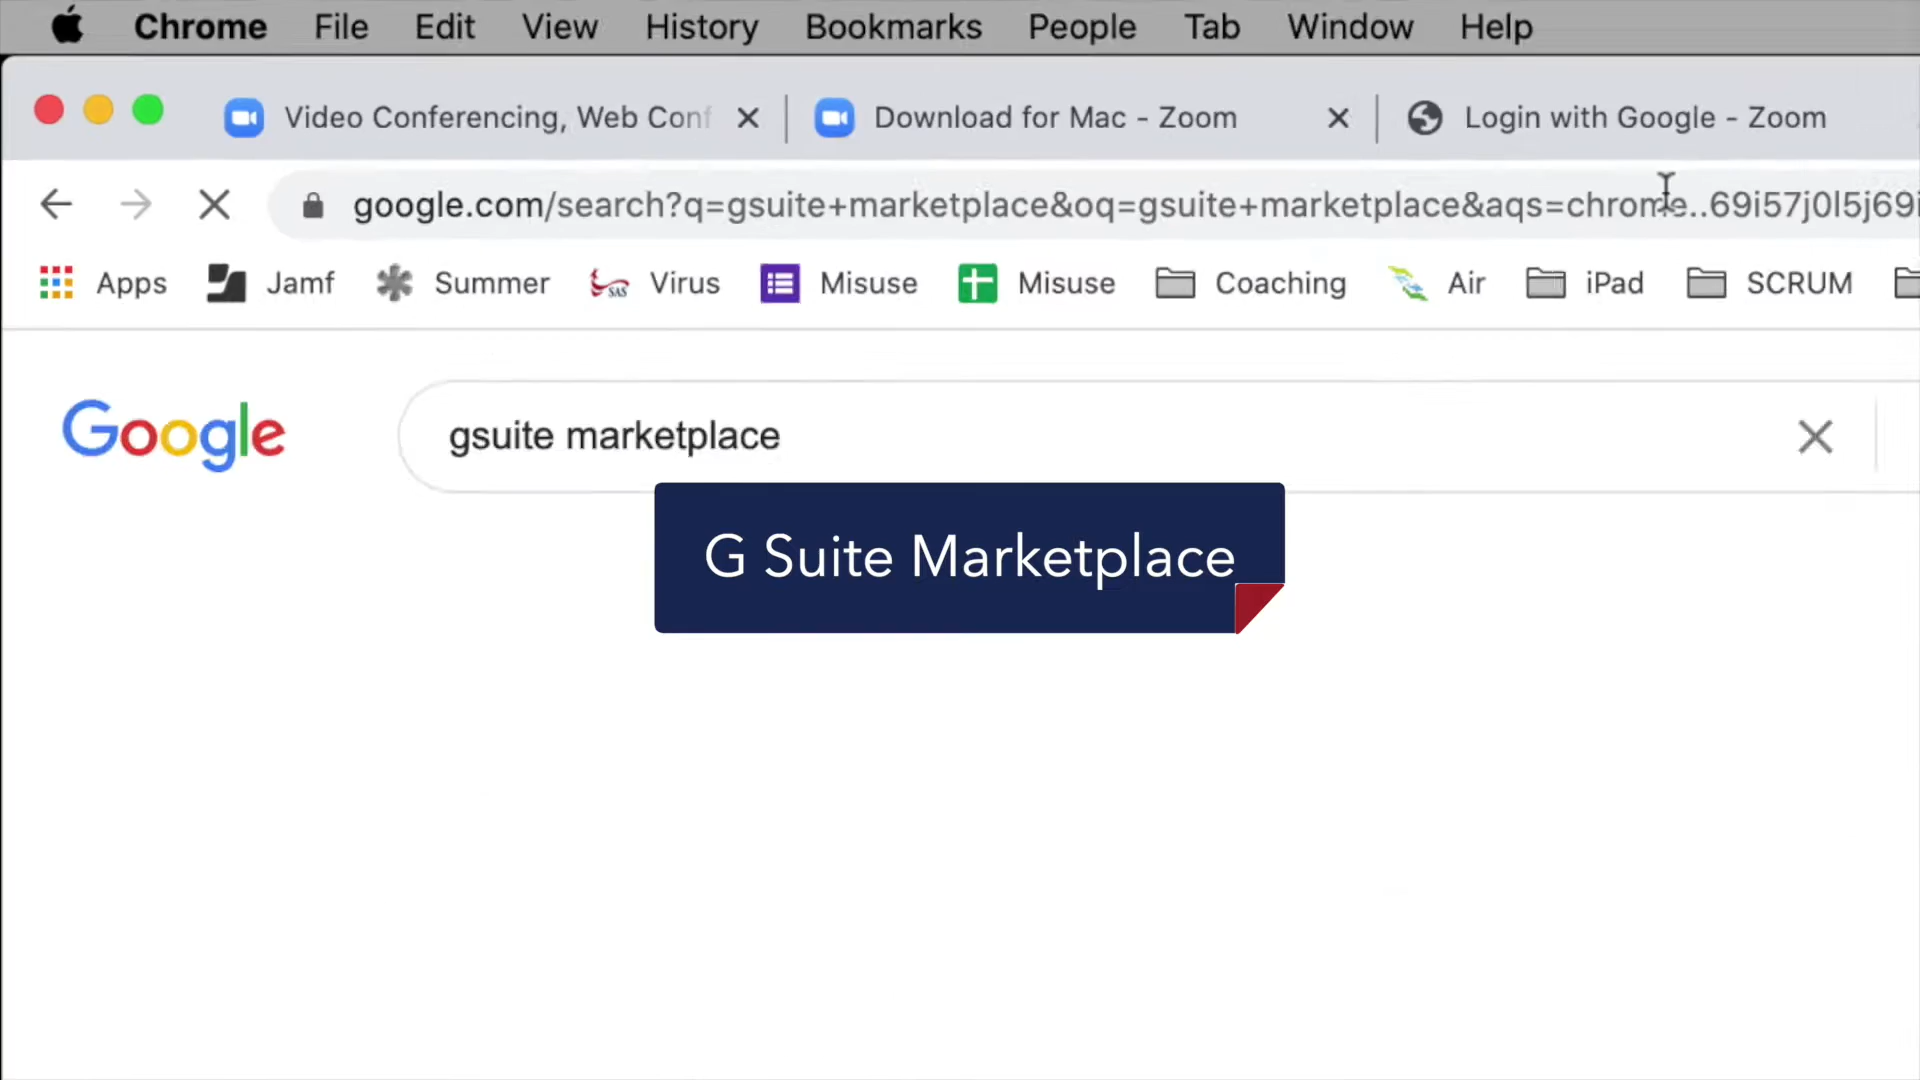 Chrome File Edit View History Bookmarks People Tab Window Help
Video Conferencing, Web Conf Download for Mac - Zoom Login with Google - Zoom
google.com/search?q=gsuite+marketplace&oq=gsuite+marketplace&aqs=chrome..69i57j0l5j69i
Apps Jamf Summer SAS Virus Misuse Misuse Coaching Air iPad SCRUM
Google gsuite marketplace
G Suite Marketplace